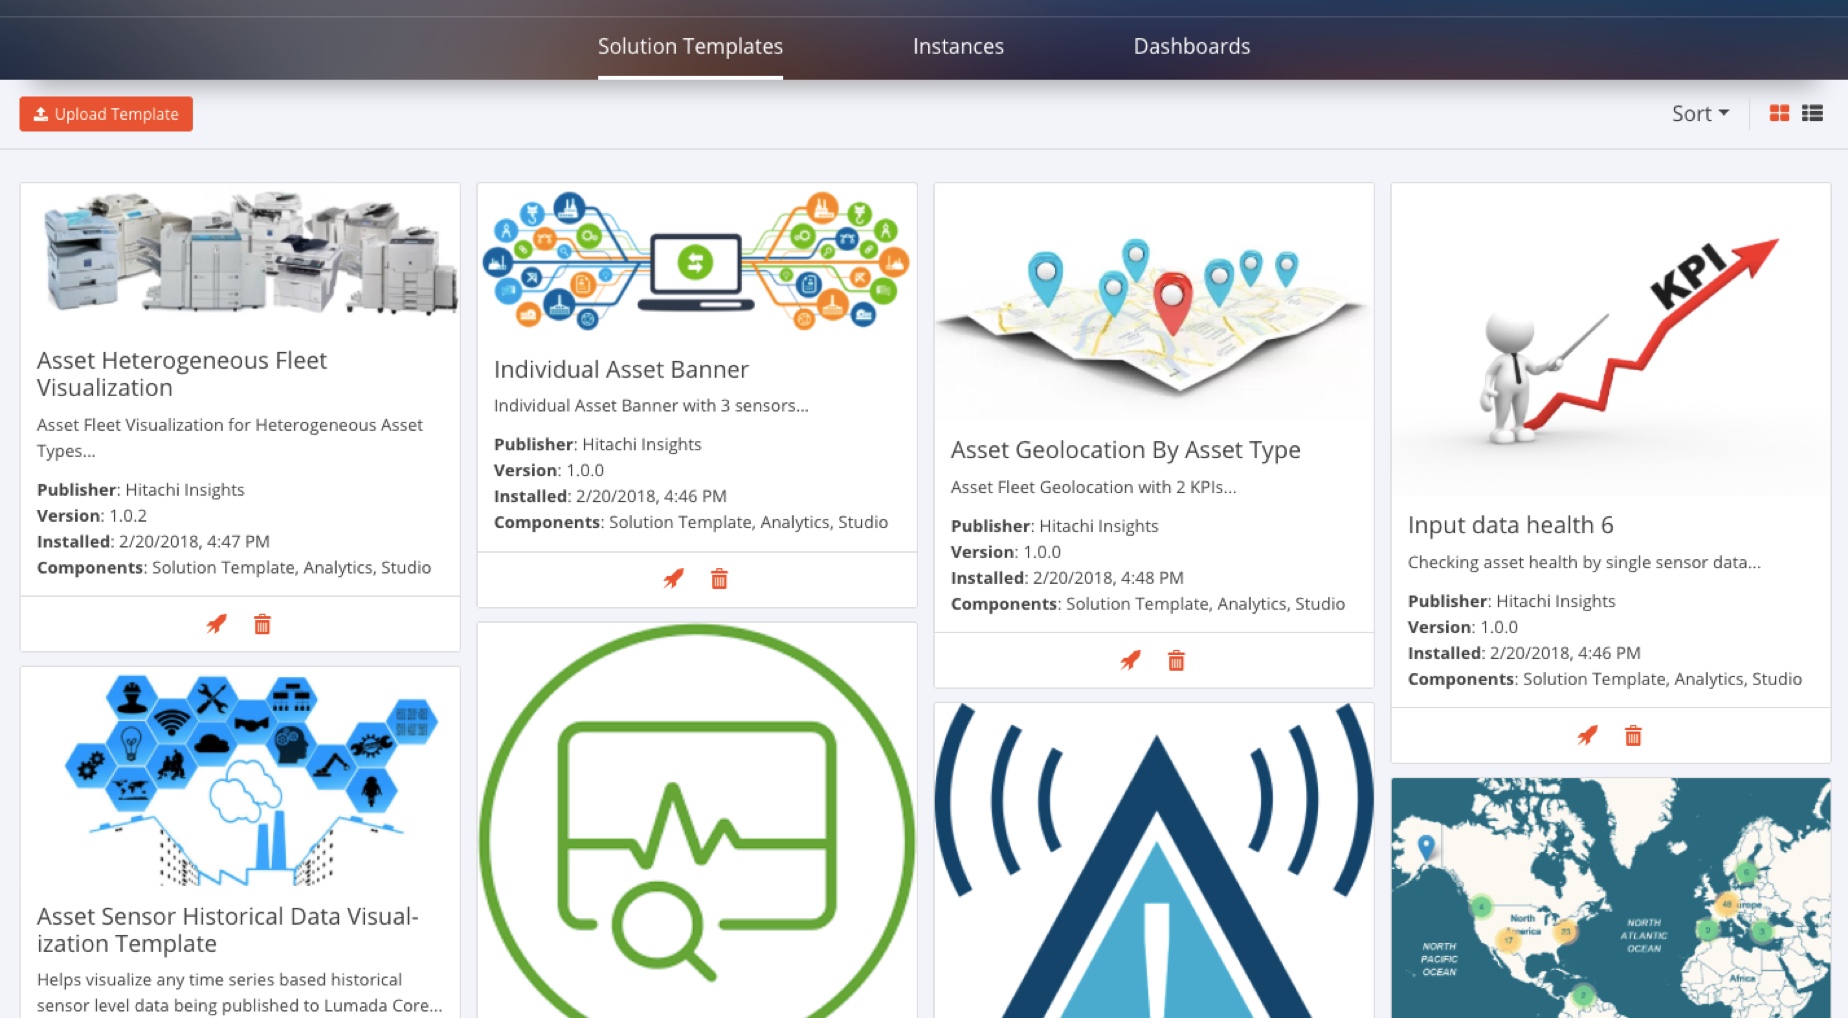 Solution Templates
Instances
Dashboards
Upload Template
Sort
Asset Heterogeneous Fleet
Visualization
Asset Fleet Visualization for Heterogeneous Asset
Types...
Publisher: Hitachi Insights
Version: 1.0.2
Installed: 2/20/2018, 4:47 PM
Components: Solution Template, Analytics, Studio
Individual Asset Banner
Individual Asset Banner with 3 sensors...
Publisher: Hitachi Insights
Version: 1.0.0
Installed: 2/20/2018, 4:46 PM
Components: Solution Template, Analytics, Studio
Asset Geolocation By Asset Type
Asset Fleet Geolocation with 2 KPIs...
Publisher: Hitachi Insights
Version: 1.0.0
Installed: 2/20/2018, 4:48 PM
Components: Solution Template, Analytics, Studio
KPI
Input data health 6
Checking asset health by single sensor data...
Publisher: Hitachi Insights
Version: 1.0.0
Installed: 2/20/2018, 4:46 PM
Components: Solution Template, Analytics, Studio
Asset Sensor Historical Data Visual-
ization Template
Helps visualize any time series based historical
sensor level data being published to Lumada Core...
4
17
23
North
America
NORTH
PACIFIC
OCEAN
NORTH
ATLANTIC
OCEAN
Europe
Africa